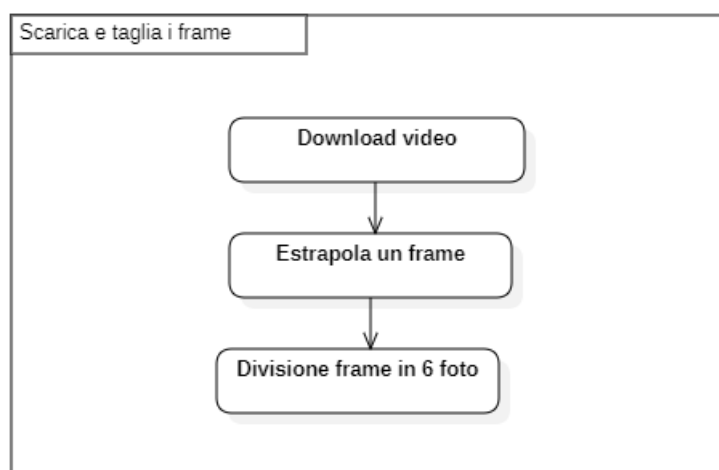 Scarica e taglia i frame
Download video
Estrapola un frame
Divisione frame in 6 foto